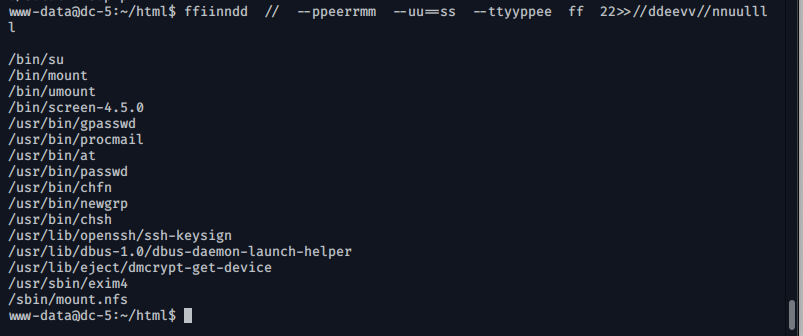 www-data@dc-5:~/html$ ffiinndd  //  --ppeerrmm  --uu==ss  --ttyyppee  ff  22>>//ddeevv//nnuulll
l
/bin/su
/bin/mount
/bin/umount
/bin/screen-4.5.0
/usr/bin/gpasswd
/usr/bin/procmail
/usr/bin/at
/usr/bin/passwd
/usr/bin/chfn
/usr/bin/newgrp
/usr/bin/chsh
/usr/lib/openssh/ssh-keysign
/usr/lib/dbus-1.0/dbus-daemon-launch-helper
/usr/lib/eject/dmcrypt-get-device
/usr/sbin/exim4
/sbin/mount.nfs
www-data@dc-5:~/html$